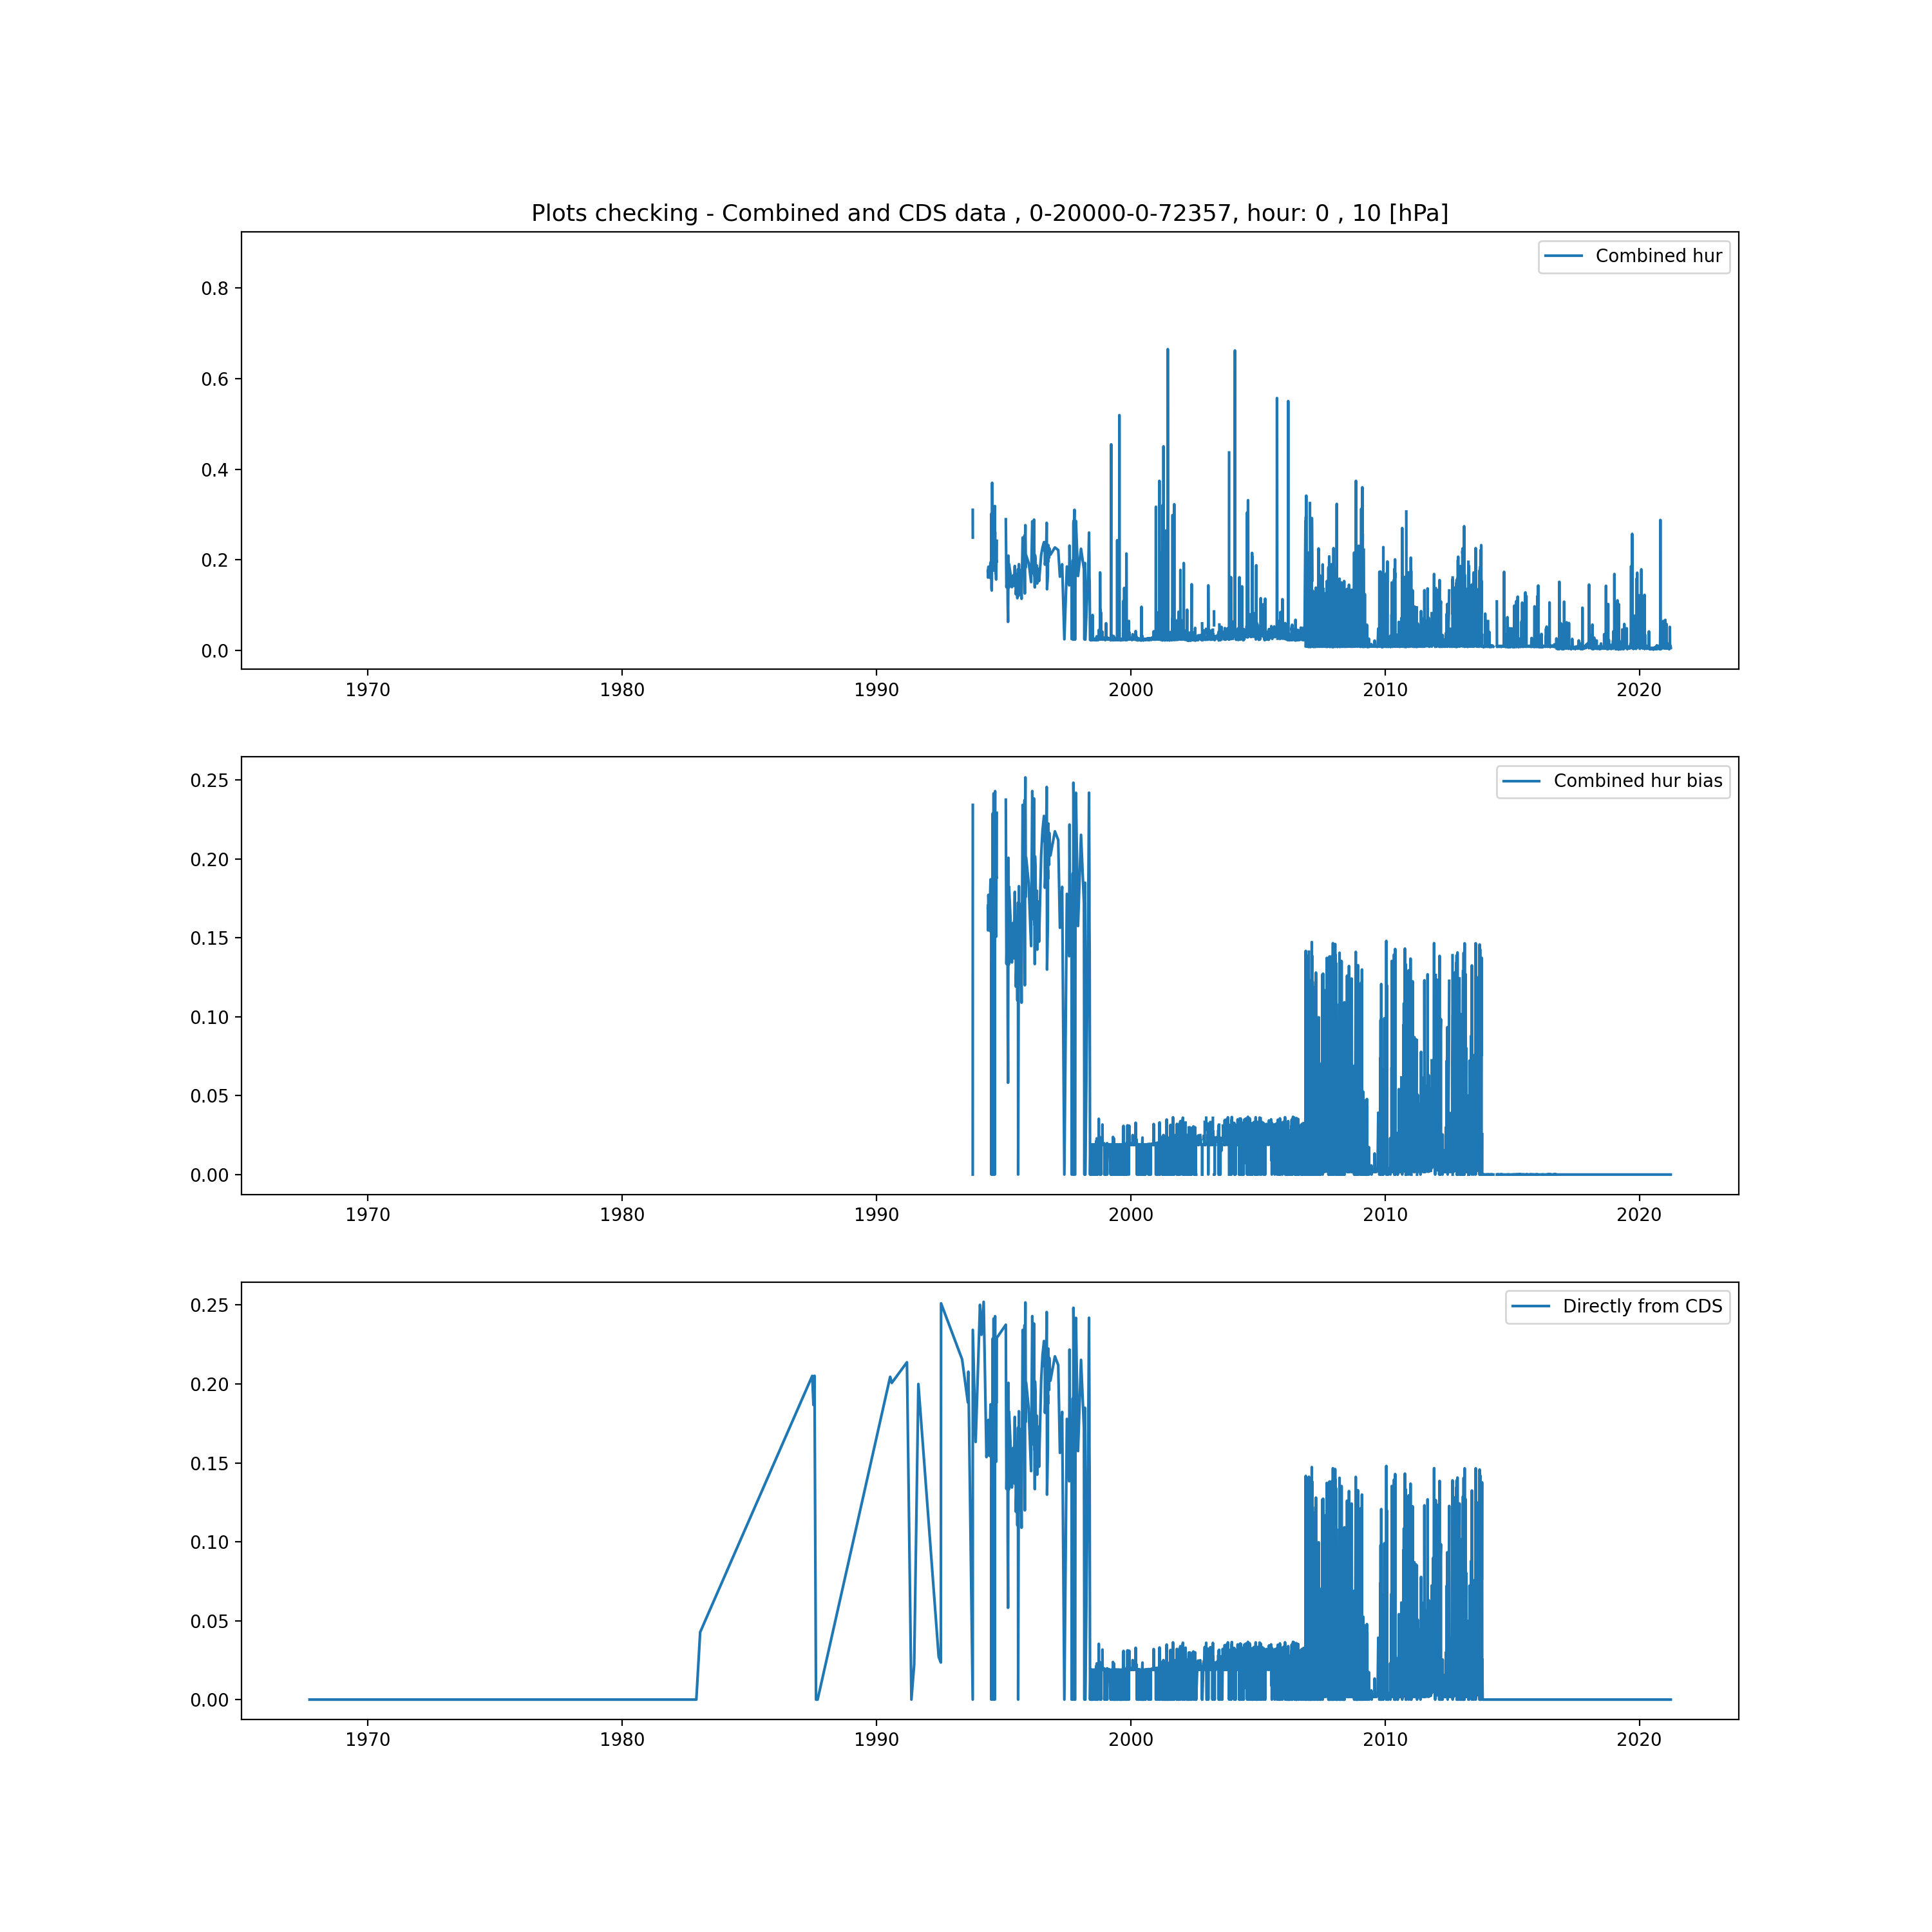 Plots checking - Combined and CDS data , 0-20000-0-72357, hour: 0 , 10 [hPa]
Combined hur
0.8
0.6
0.4
0.2
0.0
1970 1980 1990 2000 2010 2020
Combined hur bias
0.25
0.20
0.15
0.10
0.05
0.00
1970 1980 1990 2000 2010 2020
Directly from CDS
0.25
0.20
0.15
0.10
0.05
0.00
1970 1980 1990 2000 2010 2020